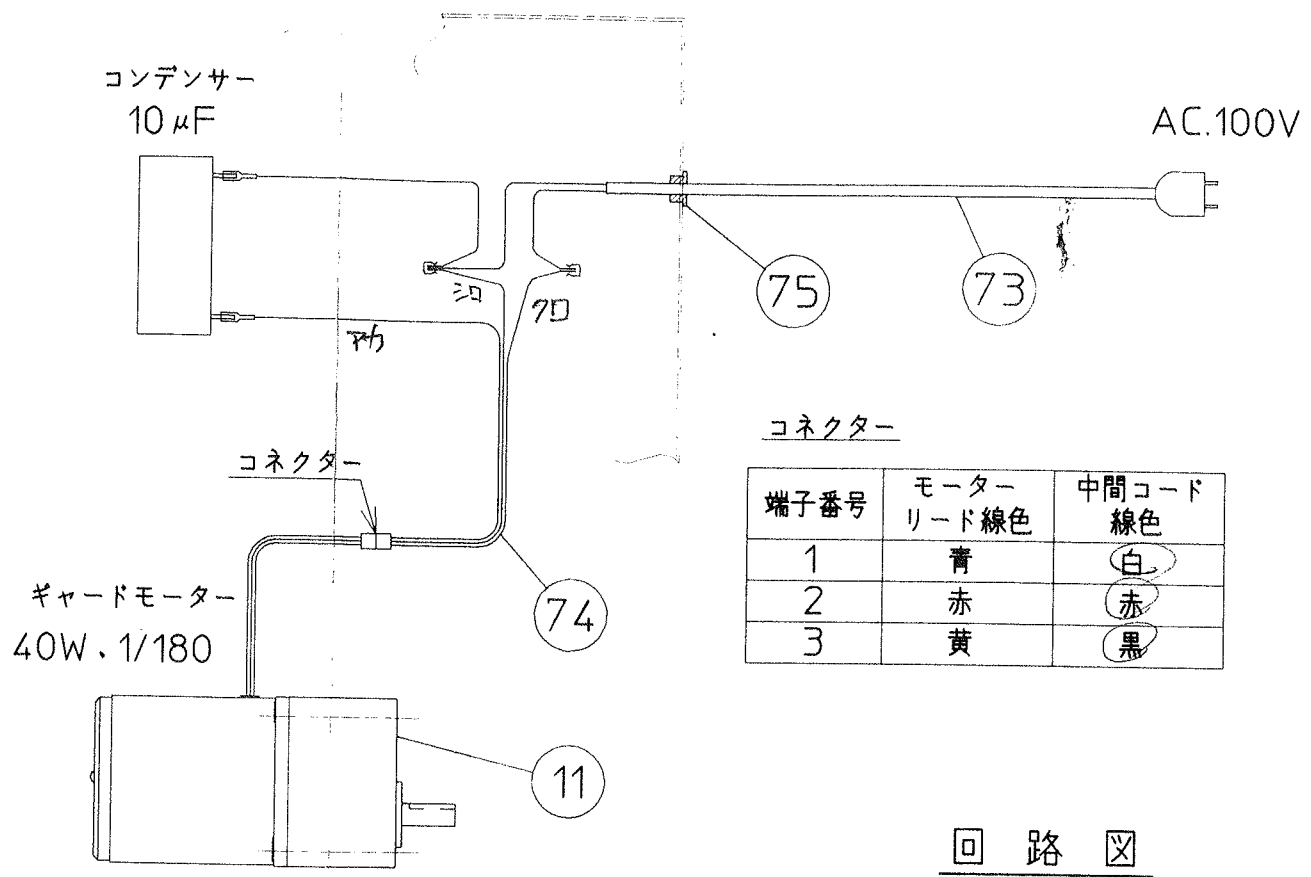 コンデンサー
10μF
AC.100V
シロ
クロ
アカ
75
73
コネクター
コネクター
端子番号 モーターリード線色 中間コード線色
1 青 白
2 赤 赤
3 黄 黒
ギャードモーター
40W.1/180
74
11
回路図